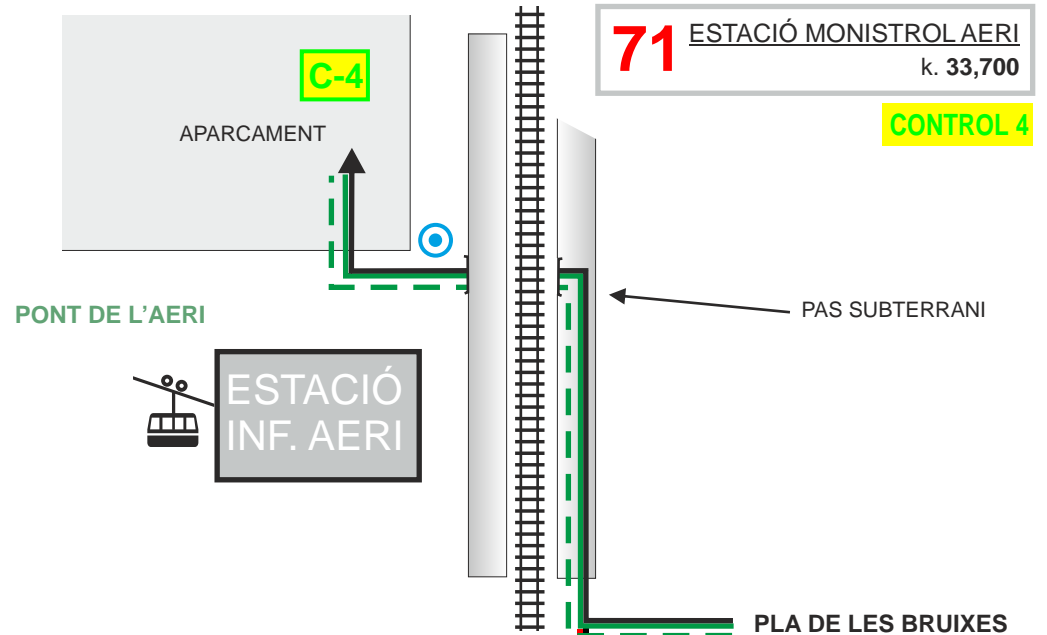 71
ESTACIÓ MONISTROL AERI
k. 33,700
CONTROL 4
C-4
APARCAMENT
PONT DE L'AERI
PAS SUBTERRANI
ESTACIÓ
INF. AERI
PLA DE LES BRUIXES